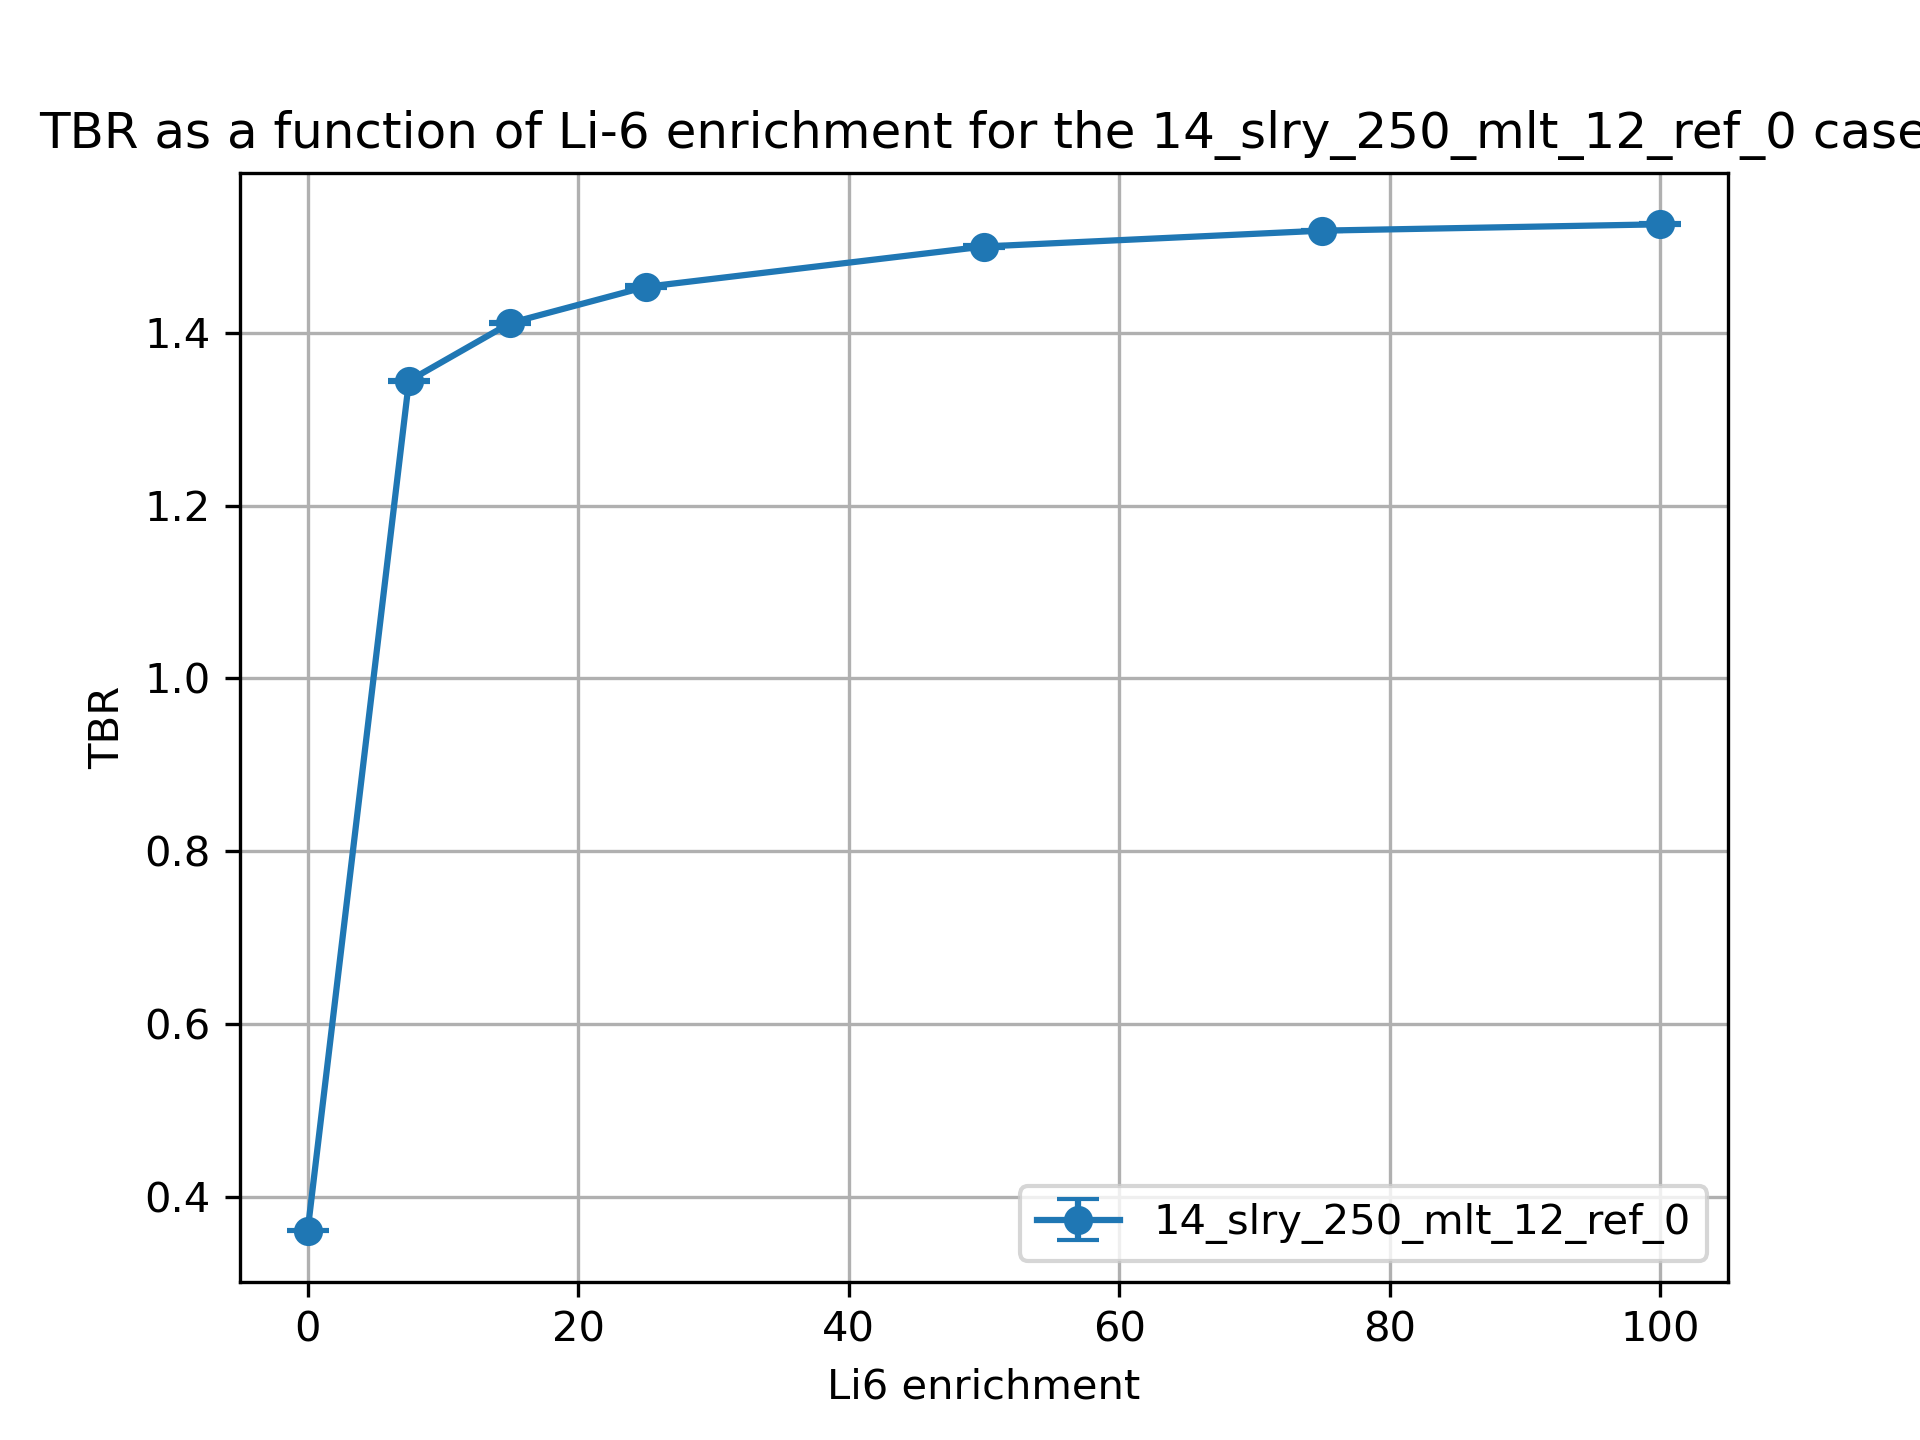 TBR as a function of Li-6 enrichment for the 14_slry_250_mlt_12_ref_0 case
1.4
1.2
1.0
0.8
0.6
0.4
TBR
14_slry_250_mlt_12_ref_0
0 20 40 60 80 100
Li6 enrichment